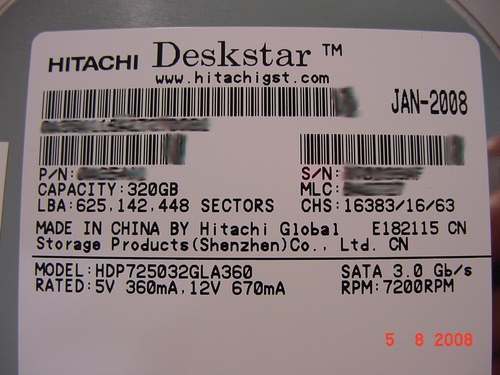 HITACHI Deskstar ™
www.hitachigst.com
JAN-2008
P/N: S/N:
CAPACITY:320GB MLC:
LBA:625,142,448 SECTORS CHS:16383/16/63
MADE IN CHINA BY Hitachi Global E182115 CN
Storage Products(Shenzhen)Co., Ltd. CN
MODEL:HDP725032GLA360 SATA 3.0 Gb/s
RATED:5V 360mA,12V 670mA RPM:7200RPM
5 8 2008